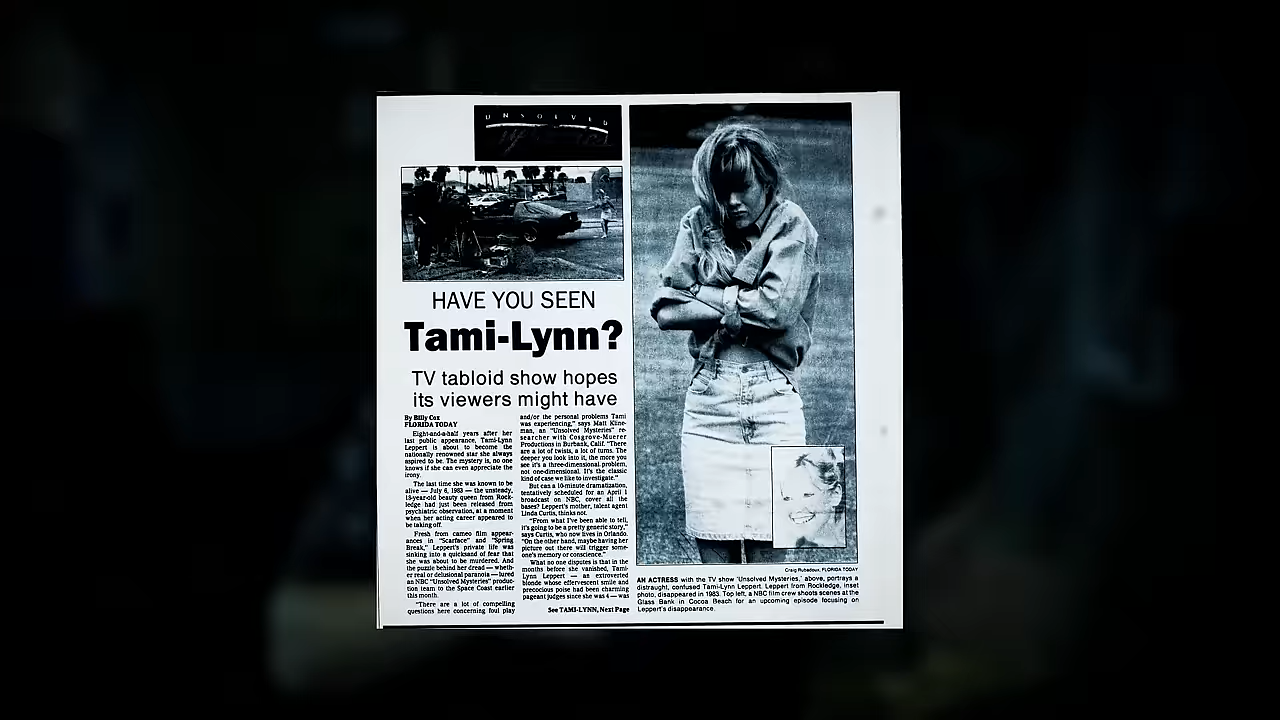 UNSOLVED
HAVE YOU SEEN
Tami-Lynn?
TV tabloid show hopes
its viewers might have
By Billy Cox
FLORIDA TODAY
Eight-and-a-half years after her
last public appearance, Tami-Lynn
Leppert is about to become the
nationally renowned star she always
aspired to be. The mystery is, no one
knows if she can even appreciate the
irony.
The last time she was known to be
alive — July 6, 1983 — the unsteady,
18-year-old beauty queen from Rock-
ledge had just been released from
psychiatric observation, at a moment
when her acting career appeared to
be taking off.
Fresh from cameo film appear-
ances in "Scarface" and "Spring
Break," Leppert's private life was
sinking into a quicksand of fear that
she was about to be murdered. And
the puzzle behind her dread — wheth-
er real or delusional paranoia — lured
an NBC "Unsolved Mysteries" produc-
tion team to the Space Coast earlier
this month.
"There are a lot of compelling
questions here concerning foul play
and/or the personal problems Tami
was experiencing," says Matt Kline-
man, an "Unsolved Mysteries" re-
searcher with Cosgrove-Muerer
Productions in Burbank, Calif. "There
are a lot of twists, a lot of turns. The
deeper you look into it, the more you
see it's a three-dimensional problem,
not one-dimensional. It's the classic
kind of case we like to investigate."
But can a 10-minute dramatization,
tentatively scheduled for an April 1
broadcast on NBC, cover all the
bases? Leppert's mother, talent agent
Linda Curtis, thinks not.
"From what I've been able to tell,
it's going to be a pretty generic story,"
says Curtis, who now lives in Orlando.
"On the other hand, maybe having her
picture out there will trigger some-
one's memory or conscience."
What no one disputes is that in the
months before she vanished, Tami-
Lynn Leppert — an extroverted
blonde whose effervescent smile and
precocious poise had been charming
pageant judges since she was 4 — was
See TAMI-LYNN, Next Page
Craig Rubadoux, FLORIDA TODAY
AN ACTRESS with the TV show 'Unsolved Mysteries,' above, portrays a
distraught, confused Tami-Lynn Leppert. Leppert from Rockledge, inset
photo, disappeared in 1983. Top left, a NBC film crew shoots scenes at the
Glass Bank in Cocoa Beach for an upcoming episode focusing on
Leppert's disappearance.